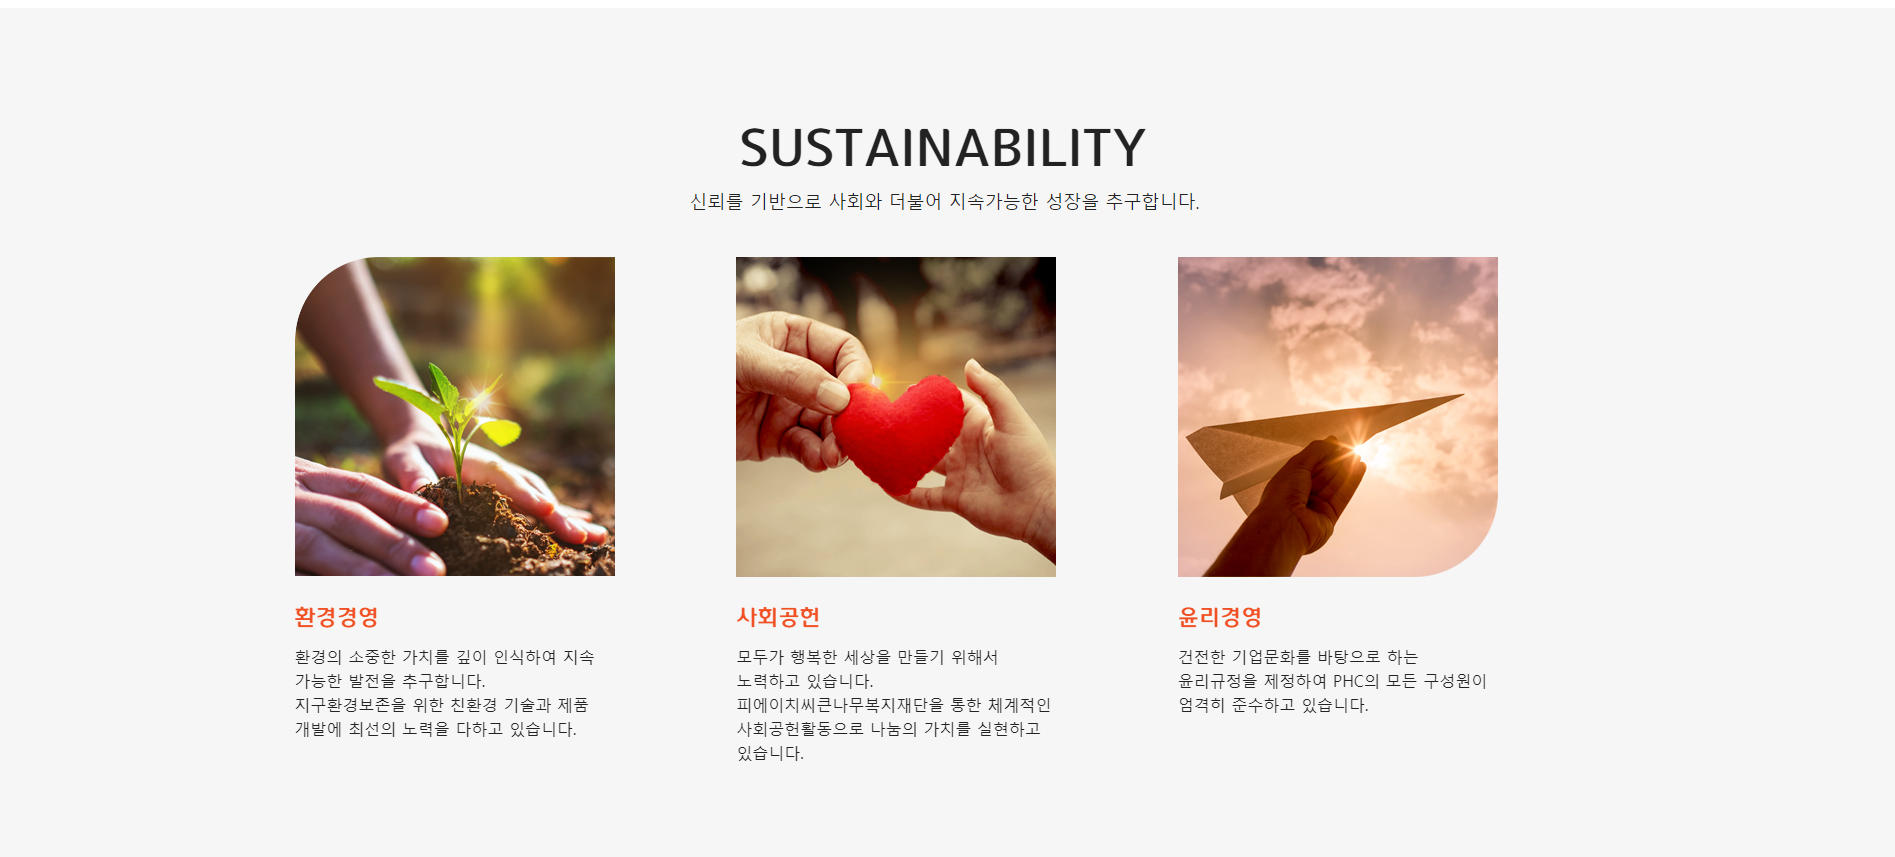 SUSTAINABILITY
신뢰를 기반으로 사회와 더불어 지속가능한 성장을 추구합니다.
환경경영
환경의 소중한 가치를 깊이 인식하여 지속
가능한 발전을 추구합니다.
지구환경보존을 위한 친환경 기술과 제품
개발에 최선의 노력을 다하고 있습니다.
사회공헌
모두가 행복한 세상을 만들기 위해서
노력하고 있습니다.
피에이치씨큰나무복지재단을 통한 체계적인
사회공헌활동으로 나눔의 가치를 실현하고
있습니다.
윤리경영
건전한 기업문화를 바탕으로 하는
윤리규정을 제정하여 PHC의 모든 구성원이
엄격히 준수하고 있습니다.